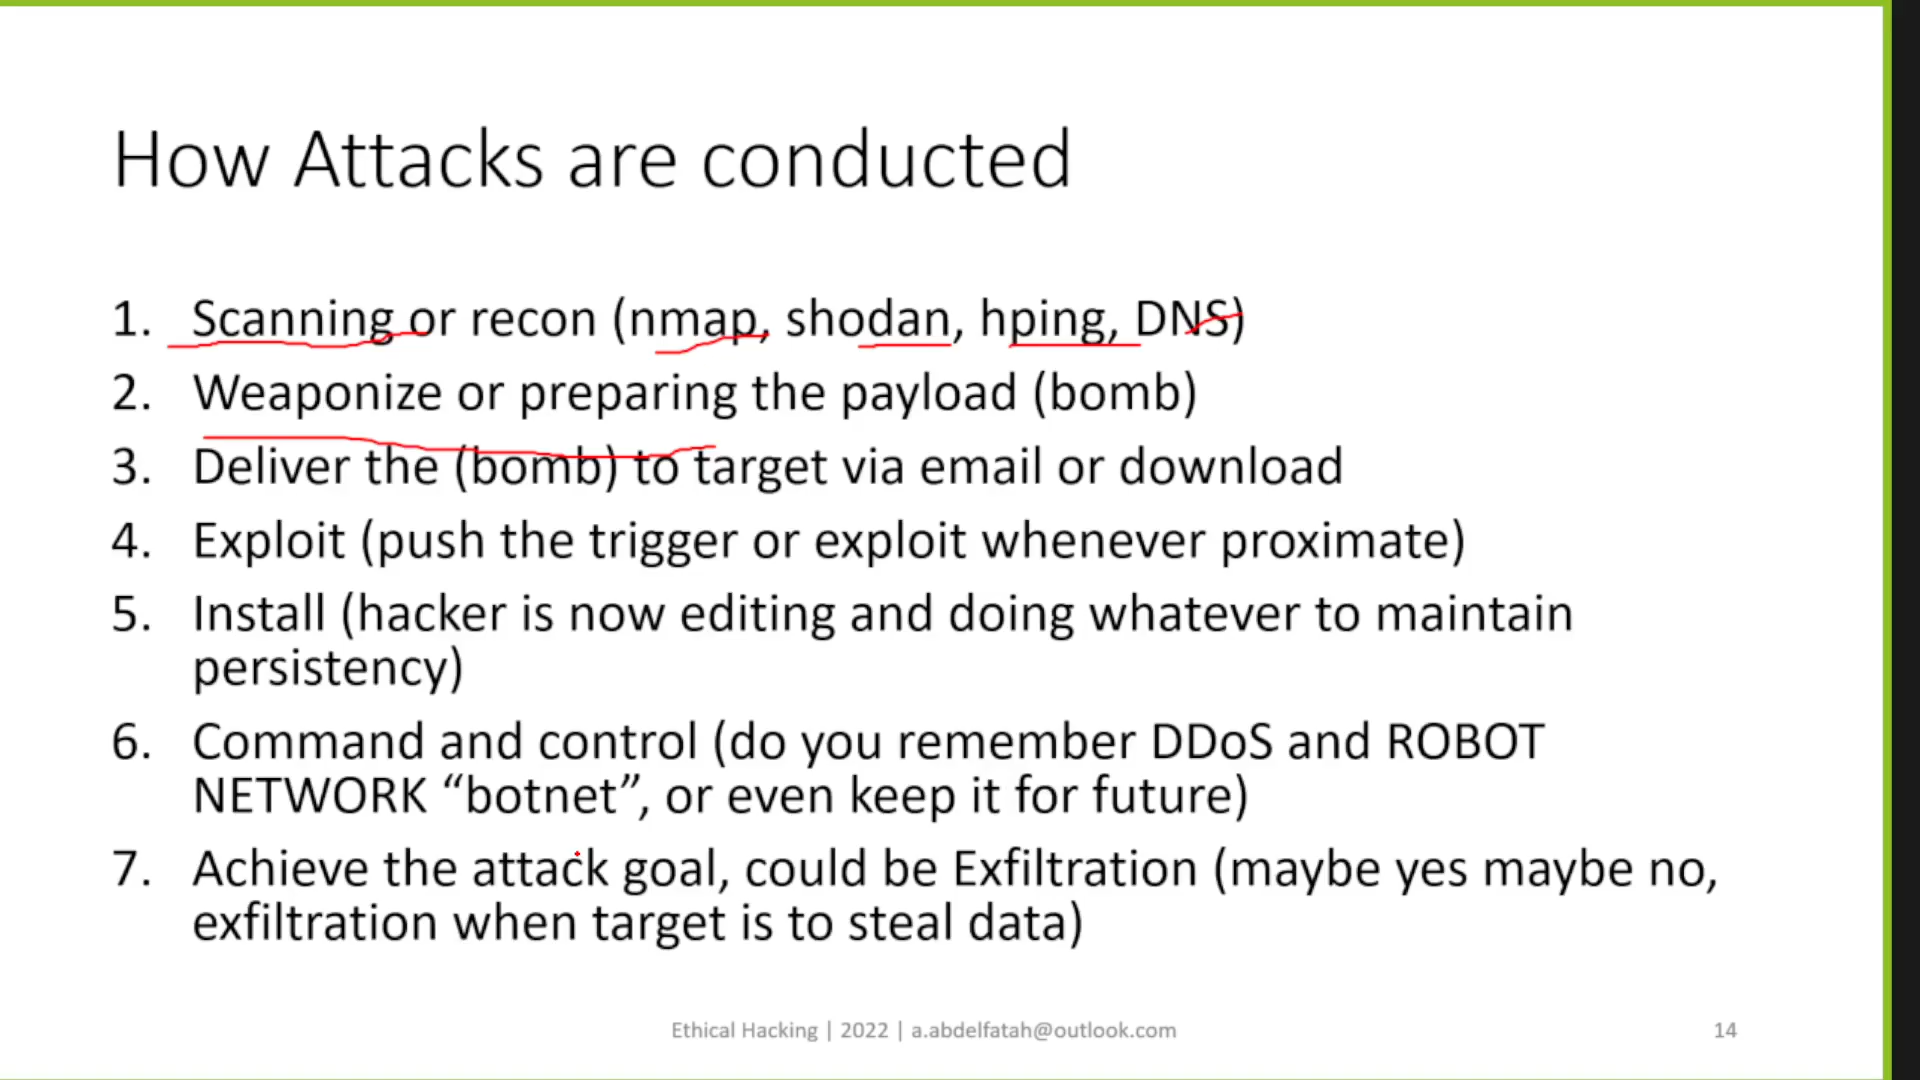 How Attacks are conducted
1. Scanning or recon (nmap, shodan, hping, DNS)
2. Weaponize or preparing the payload (bomb)
3. Deliver the (bomb) to target via email or download
4. Exploit (push the trigger or exploit whenever proximate)
5. Install (hacker is now editing and doing whatever to maintain
persistency)
6. Command and control (do you remember DDoS and ROBOT
NETWORK “botnet”, or even keep it for future)
7. Achieve the attack goal, could be Exfiltration (maybe yes maybe no,
exfiltration when target is to steal data)
Ethical Hacking | 2022 | a.abdelfatah@outlook.com
14